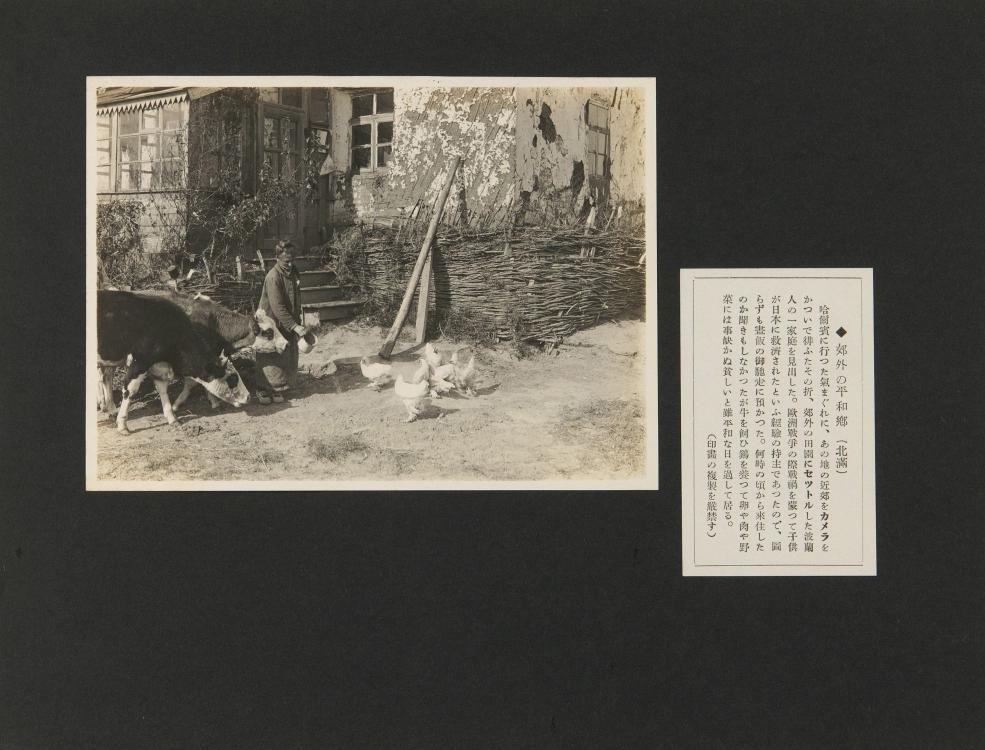 ◆ 郊外の平和鄕（北滿）
哈爾賓に行つた氣まぐれに、あの地の近郊をカメラを
かついで徘ふたその折、郊外の田園にセツトルした波蘭
人の一家庭を見出した。歐洲戰爭の際戰禍を蒙つて子供
が日本に救濟されたといふ經驗の持主であつたので、圖
らずも晝飯の御馳走に預かつた。何時の頃から來住した
のか聞きもしなかつたが牛を飼ひ鷄を養つて卵や肉や野
菜には事缺かぬ貧しいと雖平和な日を過して居る。
（印畫の複製を嚴禁す）